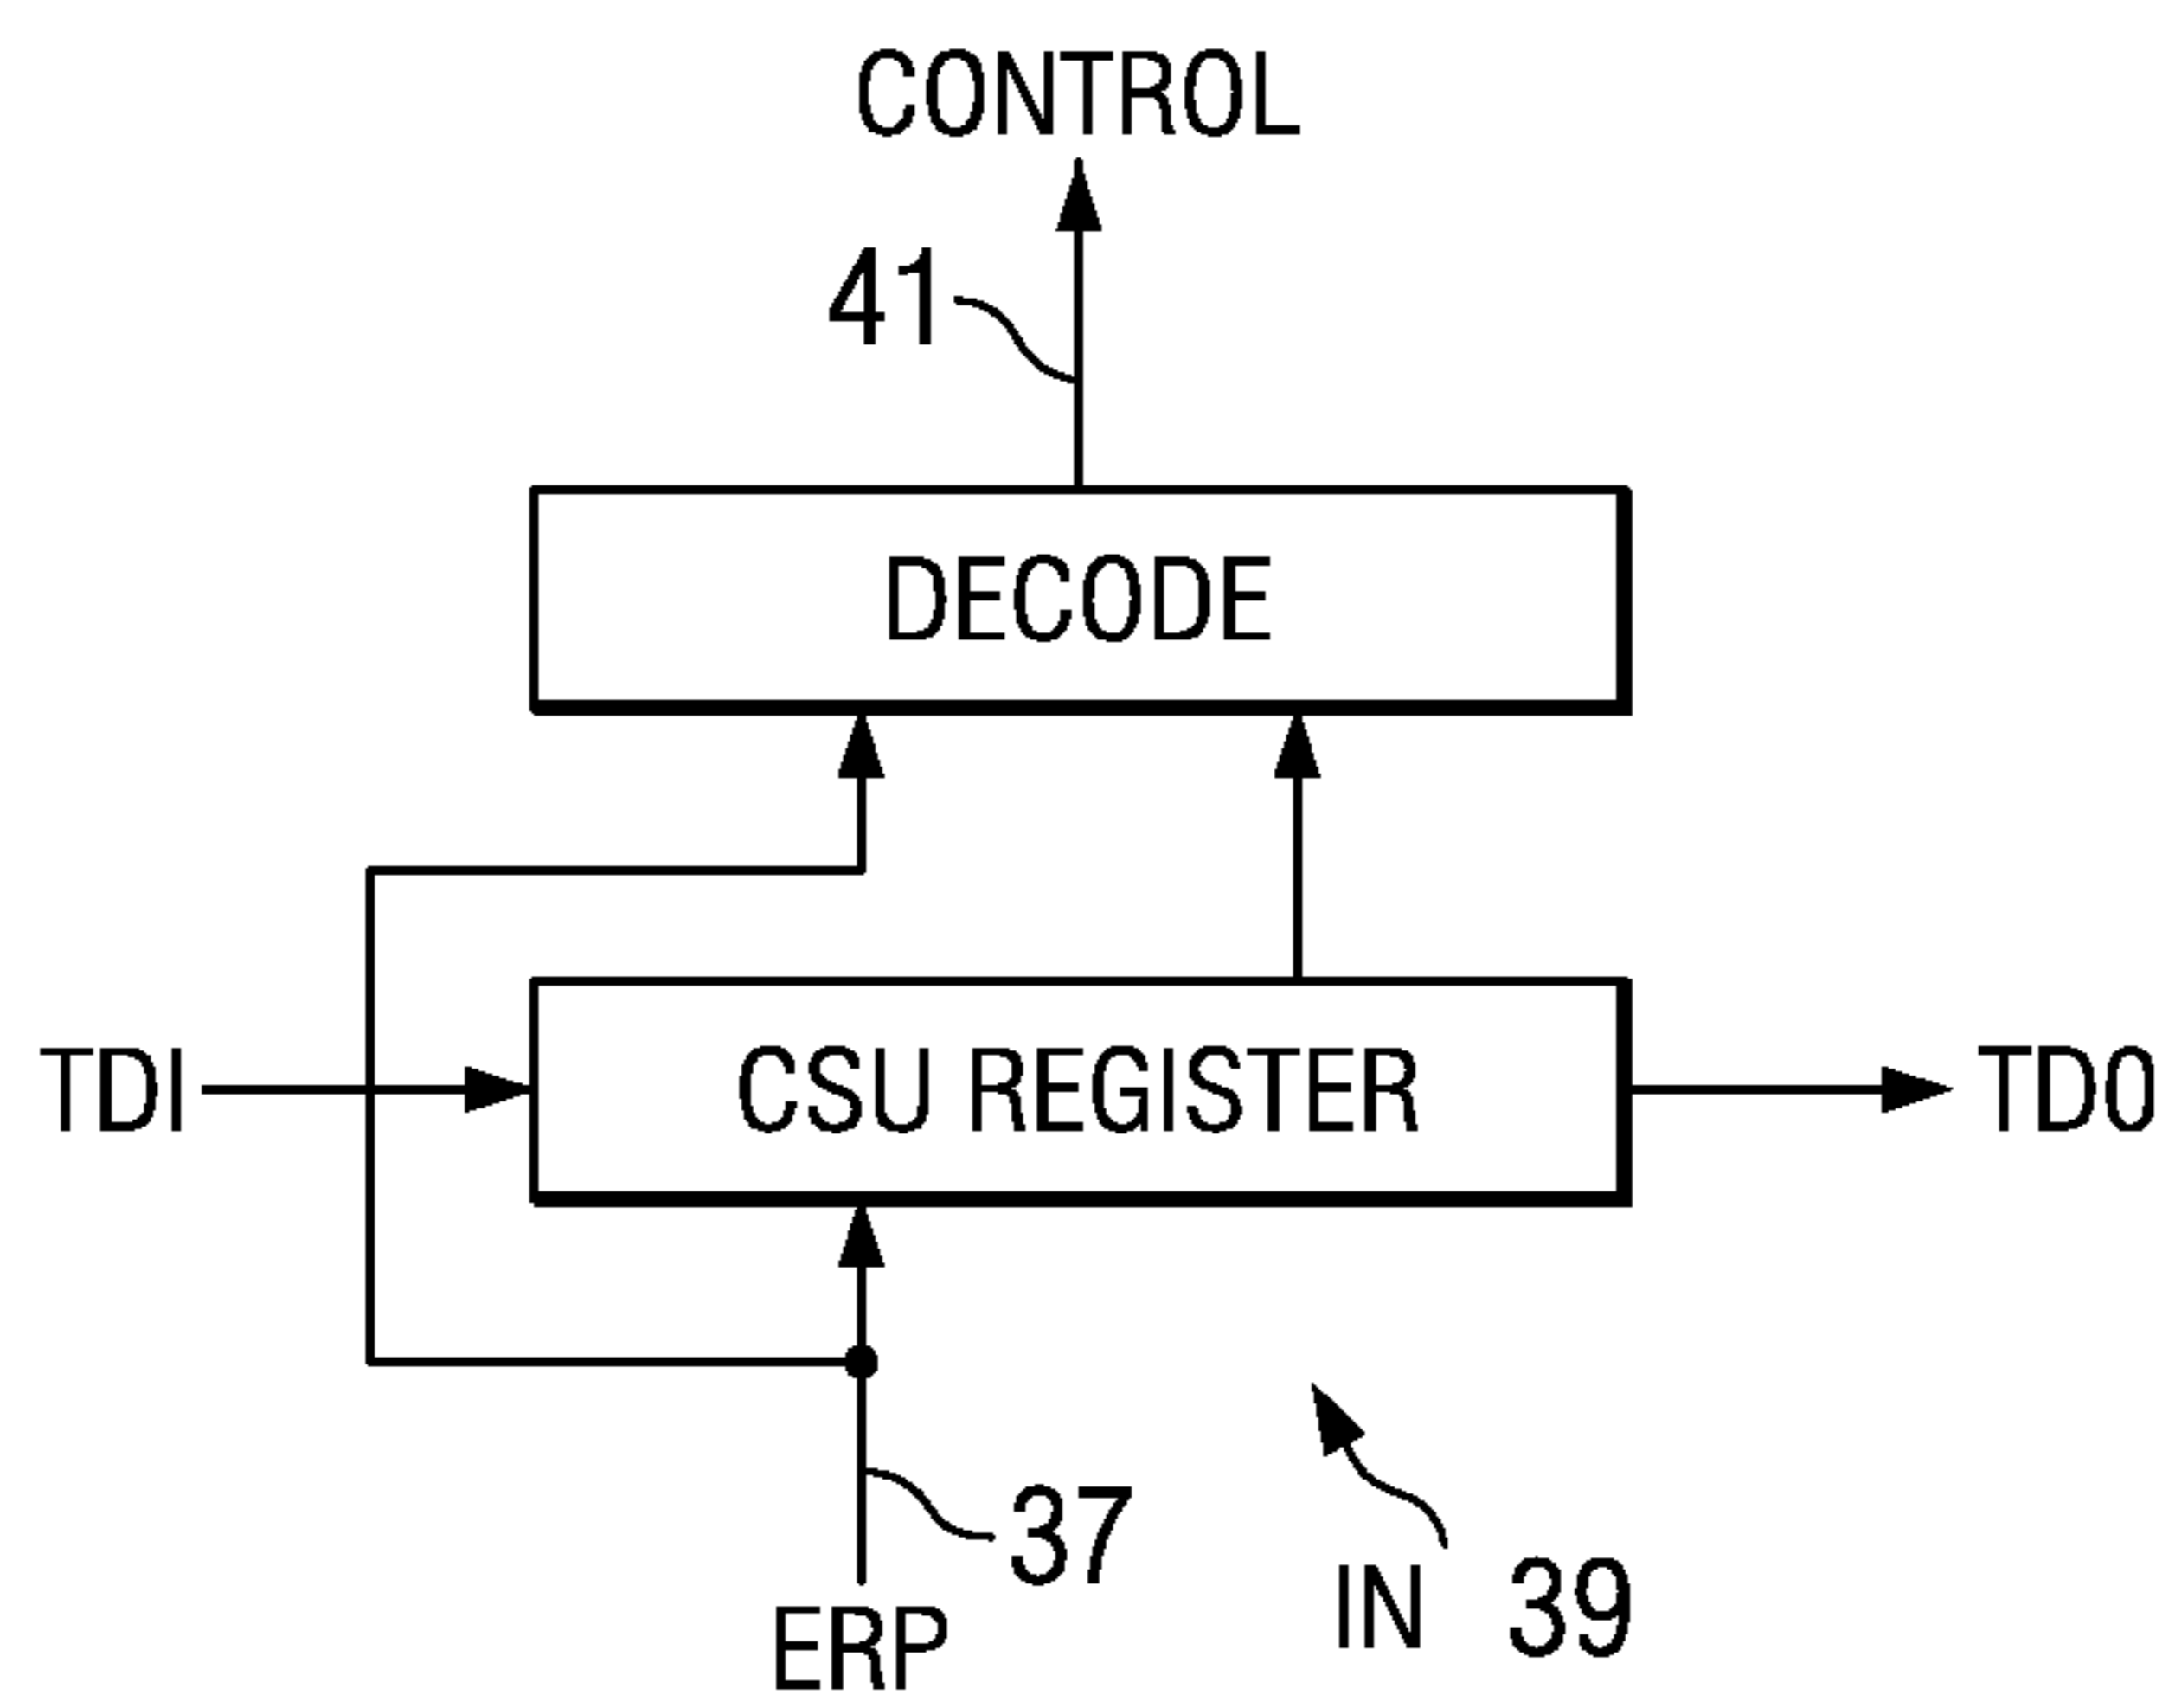 CONTROL
41
DECODE
TDI
CSU REGISTER
TDO
37
ERP
IN 39